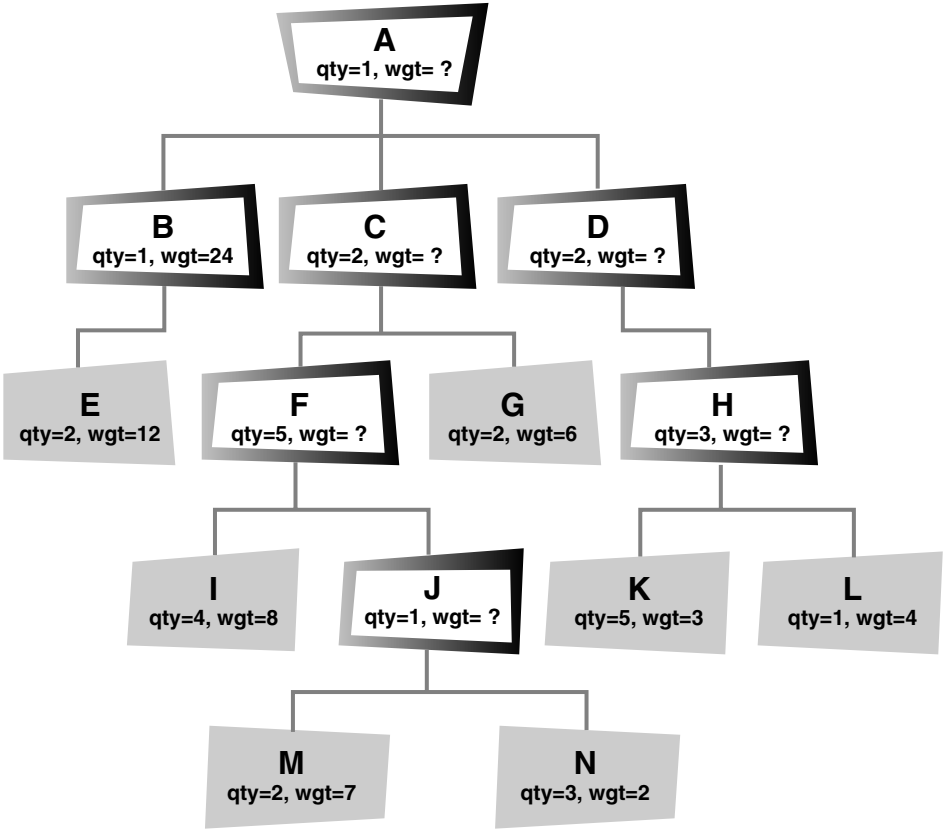 A
qty=1, wgt= ?
B
qty=1, wgt=24
C
qty=2, wgt= ?
D
qty=2, wgt= ?
E
qty=2, wgt=12
F
qty=5, wgt= ?
G
qty=2, wgt=6
H
qty=3, wgt= ?
I
qty=4, wgt=8
J
qty=1, wgt= ?
K
qty=5, wgt=3
L
qty=1, wgt=4
M
qty=2, wgt=7
N
qty=3, wgt=2